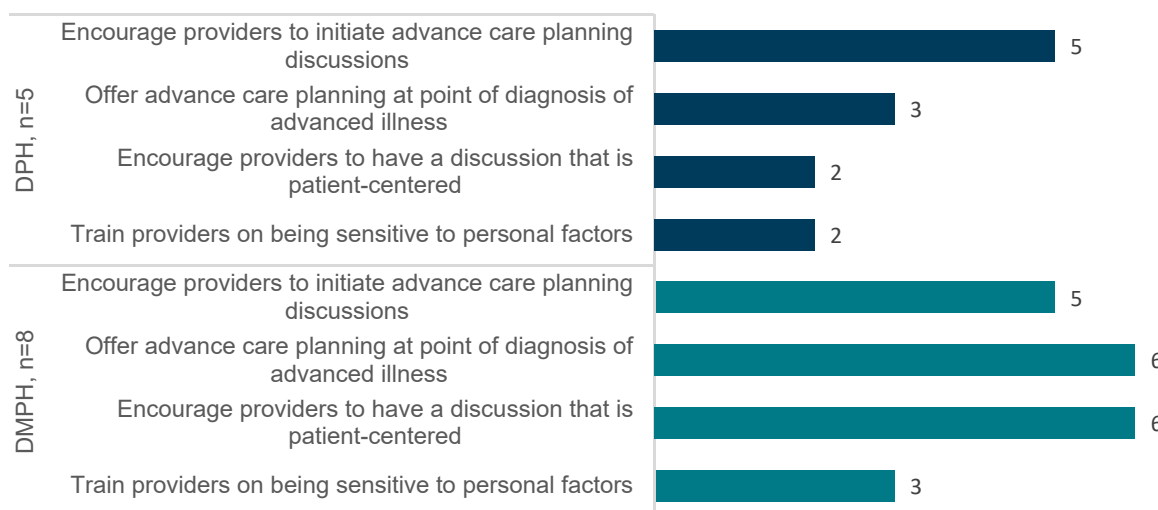 DPH, n=5
Encourage providers to initiate advance care planning
discussions
5
Offer advance care planning at point of diagnosis of
advanced illness
3
Encourage providers to have a discussion that is
patient-centered
2
Train providers on being sensitive to personal factors
2
DMPH, n=8
Encourage providers to initiate advance care planning
discussions
5
Offer advance care planning at point of diagnosis of
advanced illness
6
Encourage providers to have a discussion that is
patient-centered
6
Train providers on being sensitive to personal factors
3